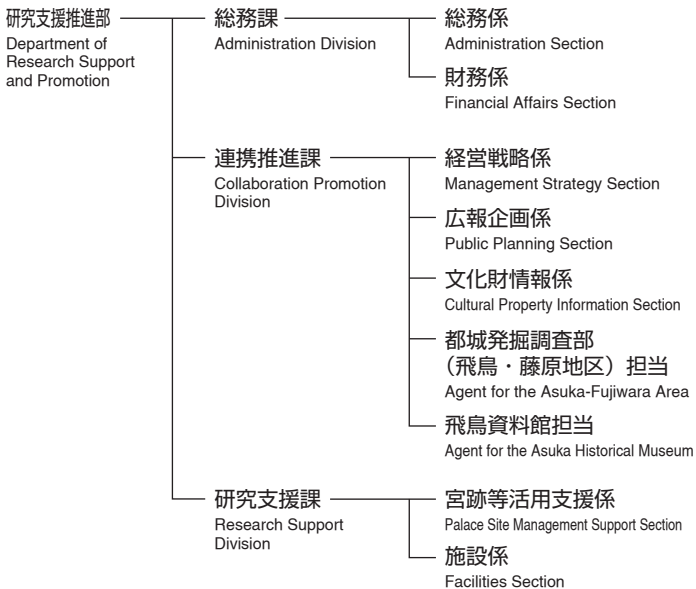 研究支援推進部
Department of
Research Support
and Promotion
総務課
Administration Division
総務係
Administration Section
財務係
Financial Affairs Section
連携推進課
Collaboration Promotion
Division
経営戦略係
Management Strategy Section
広報企画係
Public Planning Section
文化財情報係
Cultural Property Information Section
都城発掘調査部
（飛鳥・藤原地区）担当
Agent for the Asuka-Fujiwara Area
飛鳥資料館担当
Agent for the Asuka Historical Museum
研究支援課
Research Support
Division
宮跡等活用支援係
Palace Site Management Support Section
施設係
Facilities Section